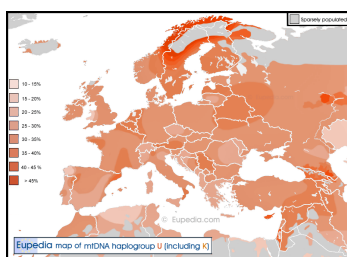 Sparsely populated
10 - 15%
15 - 20%
20 - 25%
25 - 30%
30 - 35%
35 - 40%
40 - 45 %
> 45%
© Eupedia.com
Eupedia map of mtDNA haplogroup U (including K)